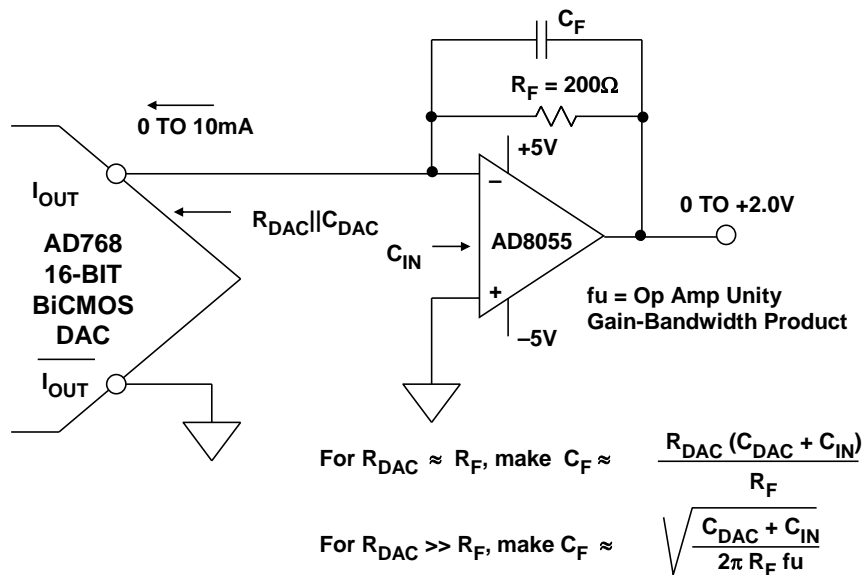 C_F
R_F = 200Ω
0 TO 10mA
+5V
I_OUT
–
0 TO +2.0V
R_DAC||C_DAC
AD768
16-BIT
BiCMOS
DAC
C_IN
AD8055
+
fu = Op Amp Unity
Gain-Bandwidth Product
–5V
I_OUT
For R_DAC ≈ R_F, make C_F ≈ R_DAC (C_DAC + C_IN) / R_F
For R_DAC >> R_F, make C_F ≈ √((C_DAC + C_IN) / (2π R_F fu))